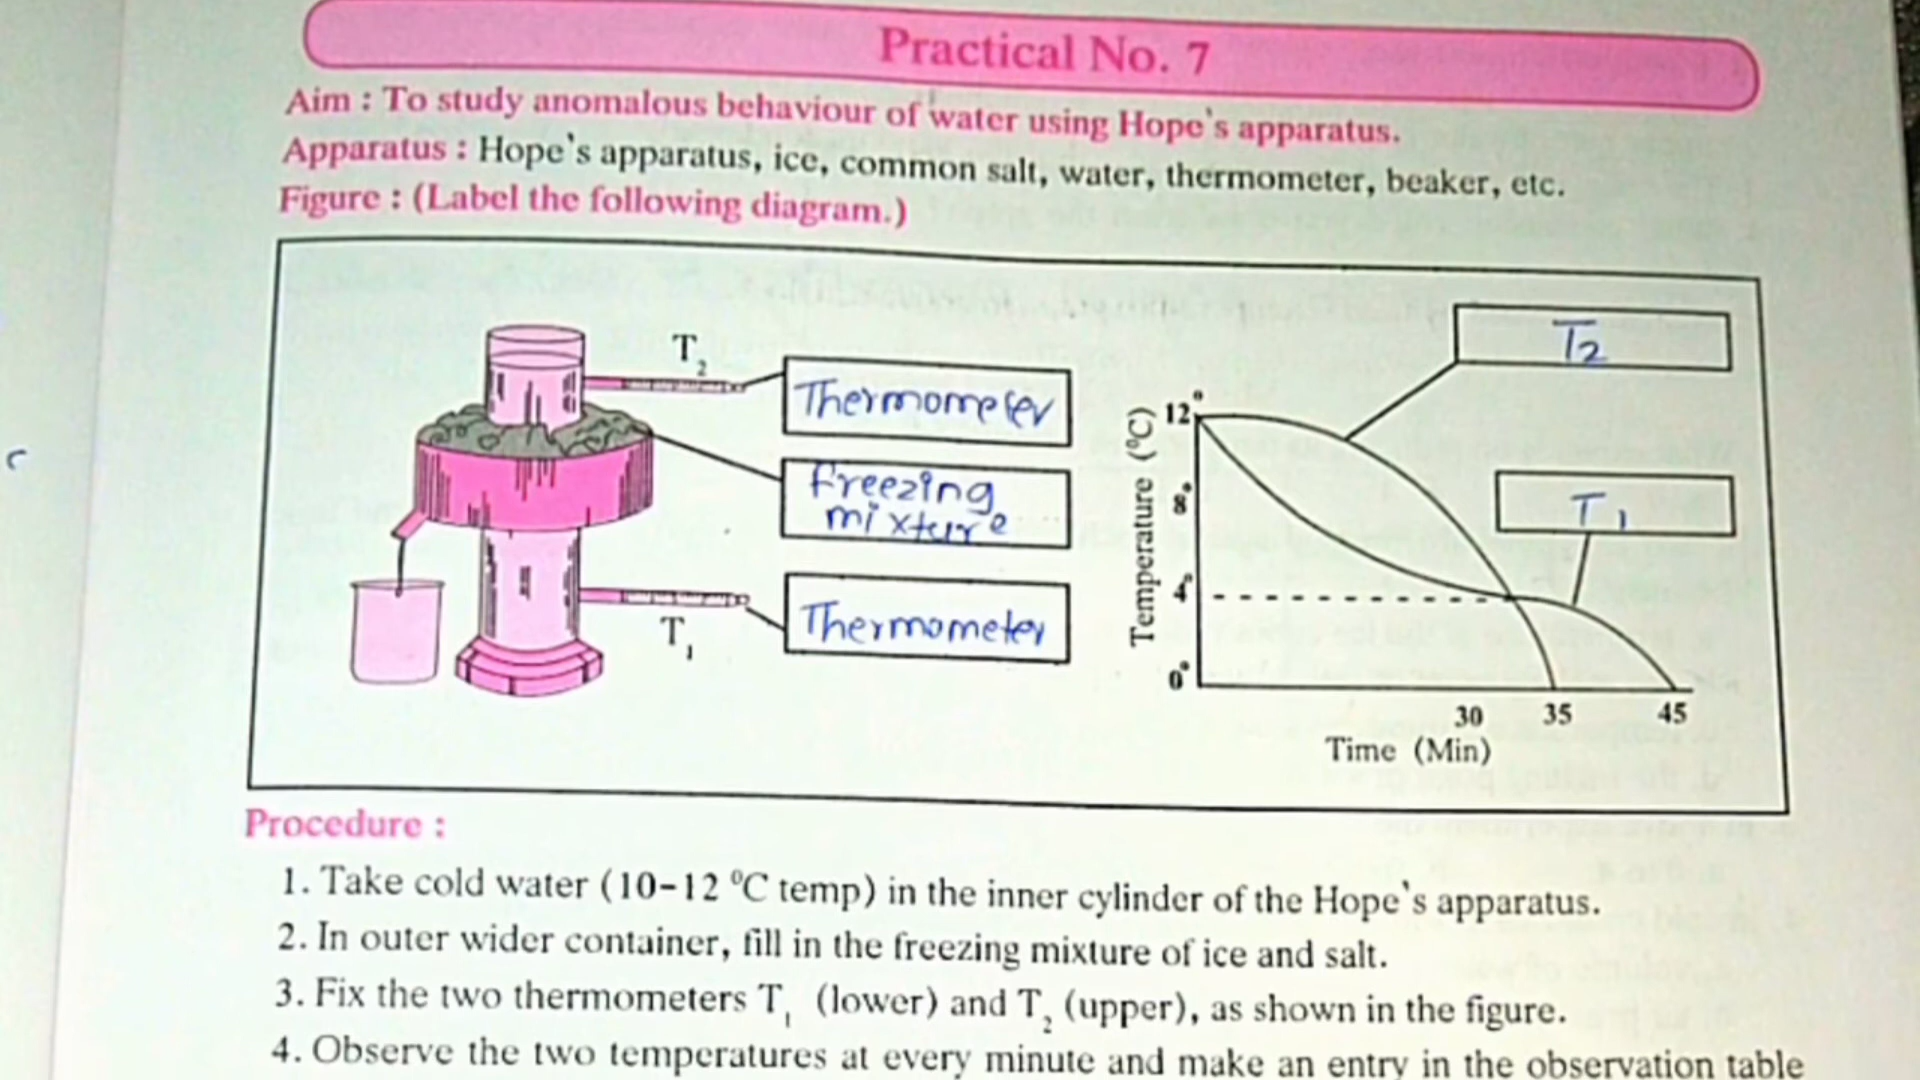 Practical No. 7
Aim : To study anomalous behaviour of water using Hope's apparatus.
Apparatus : Hope's apparatus, ice, common salt, water, thermometer, beaker, etc.
Figure : (Label the following diagram.)
T2
Thermometer
Freezing
mixture
T1
Thermometer
T2
T1
Temperature (⁰C)
12°
8°
4°
0°
30 35 45
Time (Min)
Procedure :
1. Take cold water (10-12 ⁰C temp) in the inner cylinder of the Hope's apparatus.
2. In outer wider container, fill in the freezing mixture of ice and salt.
3. Fix the two thermometers T1 (lower) and T2 (upper), as shown in the figure.
4. Observe the two temperatures at every minute and make an entry in the observation table